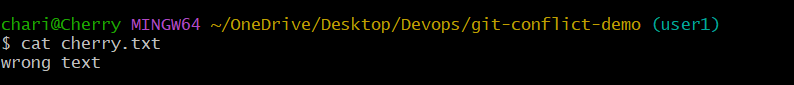 chari@Cherry MINGW64 ~/OneDrive/Desktop/Devops/git-conflict-demo (user1)
$ cat cherry.txt
wrong text